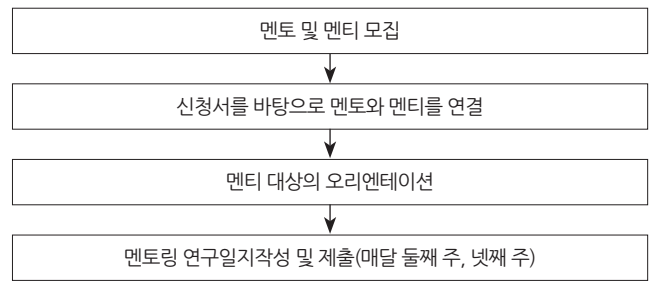 멘토 및 멘티 모집
신청서를 바탕으로 멘토와 멘티를 연결
멘티 대상의 오리엔테이션
멘토링 연구일지작성 및 제출(매달 둘째 주, 넷째 주)